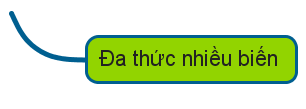 Đa thức nhiều biến